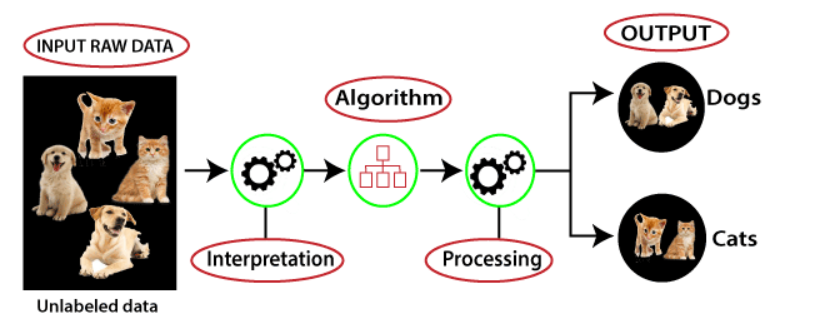 INPUT RAW DATA
OUTPUT
Algorithm
Dogs
Interpretation
Processing
Cats
Unlabeled data